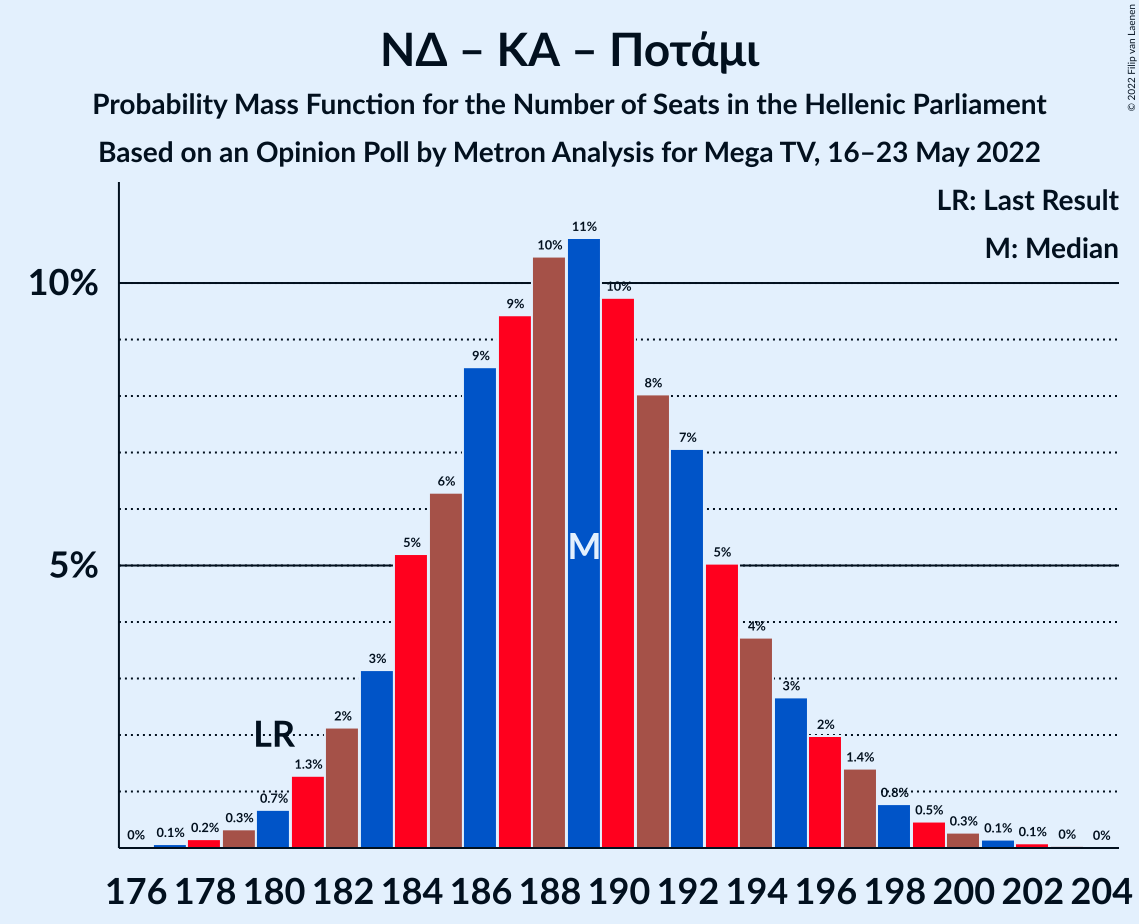 © 2022 Filip van Laenen
ΝΔ – ΚΑ – Ποτάμι
Probability Mass Function for the Number of Seats in the Hellenic Parliament
Based on an Opinion Poll by Metron Analysis for Mega TV, 16–23 May 2022
LR: Last Result
M: Median
10%
5%
0% 0.1% 0.2% 0.3% 0.7% 1.3% 2% 3% 5% 6% 9% 9% 10% 11% 10% 8% 7% 5% 4% 3% 2% 1.4% 0.8% 0.5% 0.3% 0.1% 0.1% 0% 0%
LR
M
176 178 180 182 184 186 188 190 192 194 196 198 200 202 204